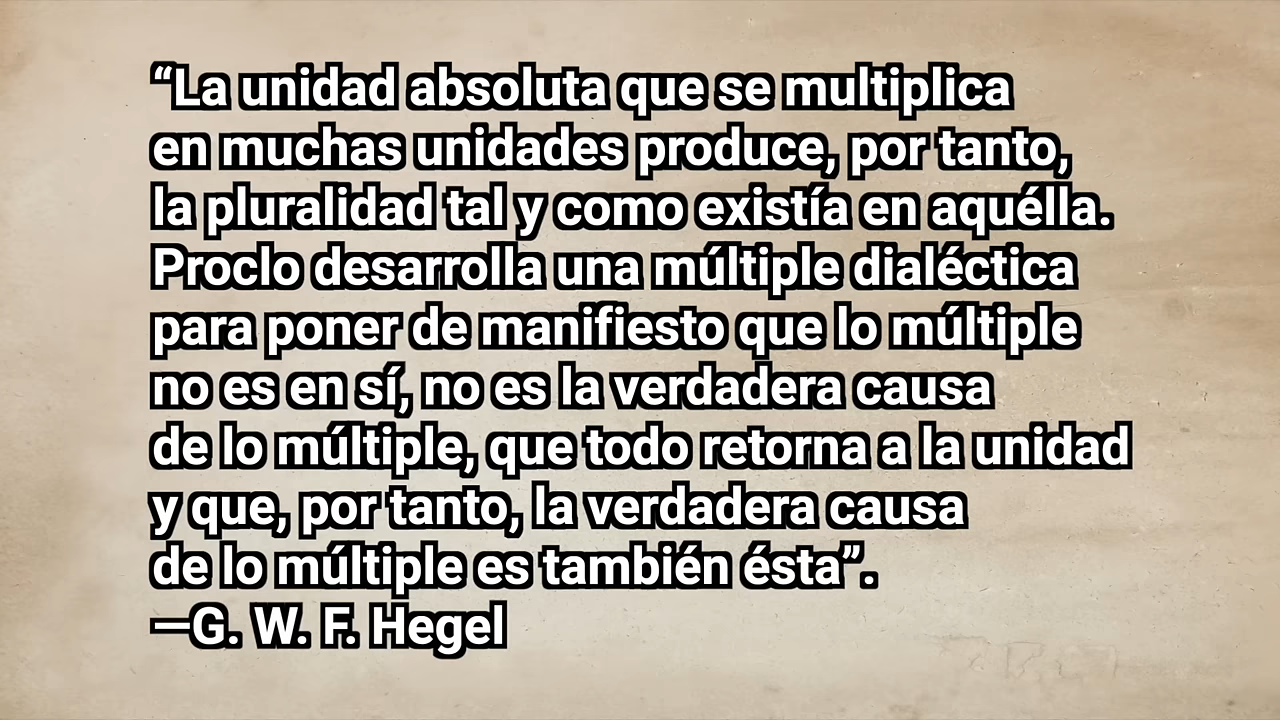 “La unidad absoluta que se multiplica
en muchas unidades produce, por tanto,
la pluralidad tal y como existía en aquélla.
Proclo desarrolla una múltiple dialéctica
para poner de manifiesto que lo múltiple
no es en sí, no es la verdadera causa
de lo múltiple, que todo retorna a la unidad
y que, por tanto, la verdadera causa
de lo múltiple es también ésta”.
—G. W. F. Hegel